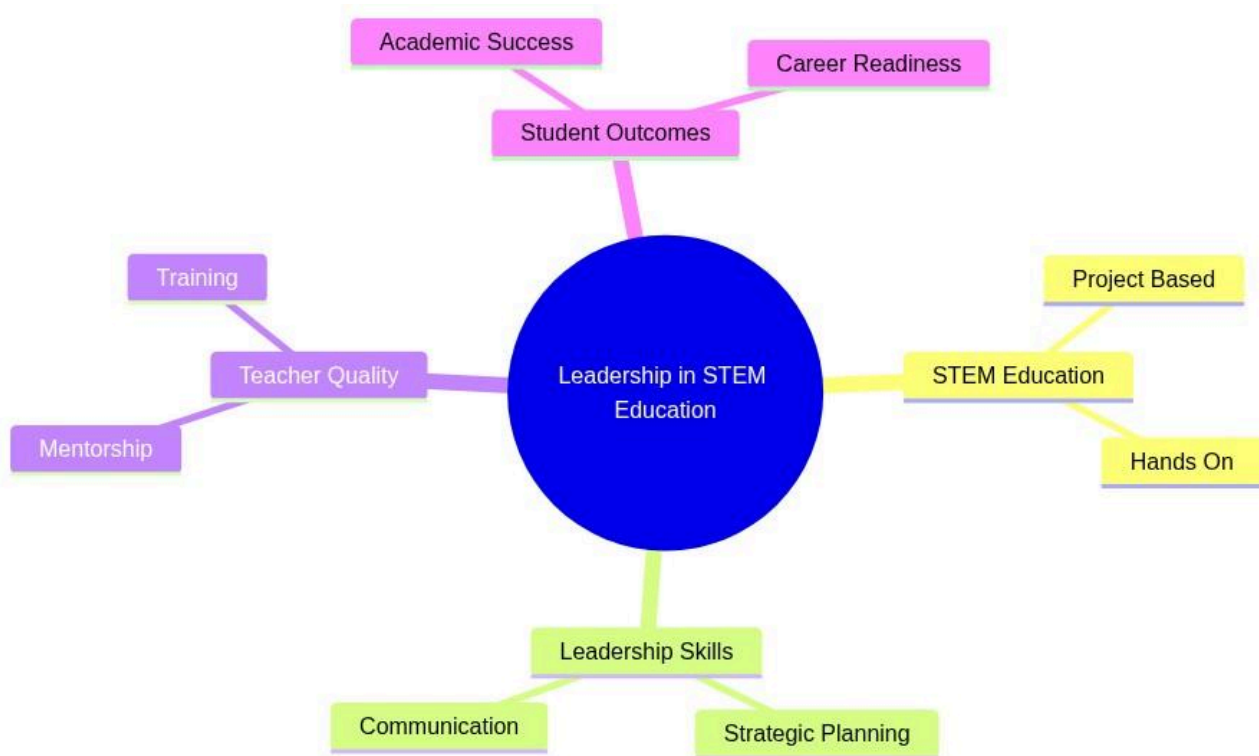 Academic Success
Career Readiness
Student Outcomes
Training
Project Based
Teacher Quality
Leadership in STEM
Education
STEM Education
Mentorship
Hands On
Leadership Skills
Communication
Strategic Planning